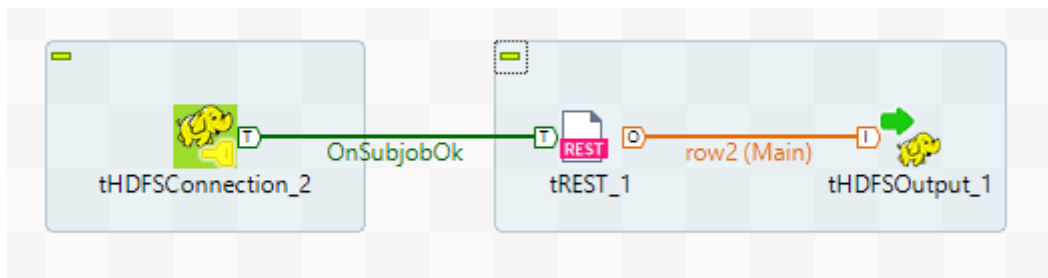 T
OnSubjobOk
T
REST
O
row2 (Main)
I
tHDFSConnection_2
tREST_1
tHDFSOutput_1